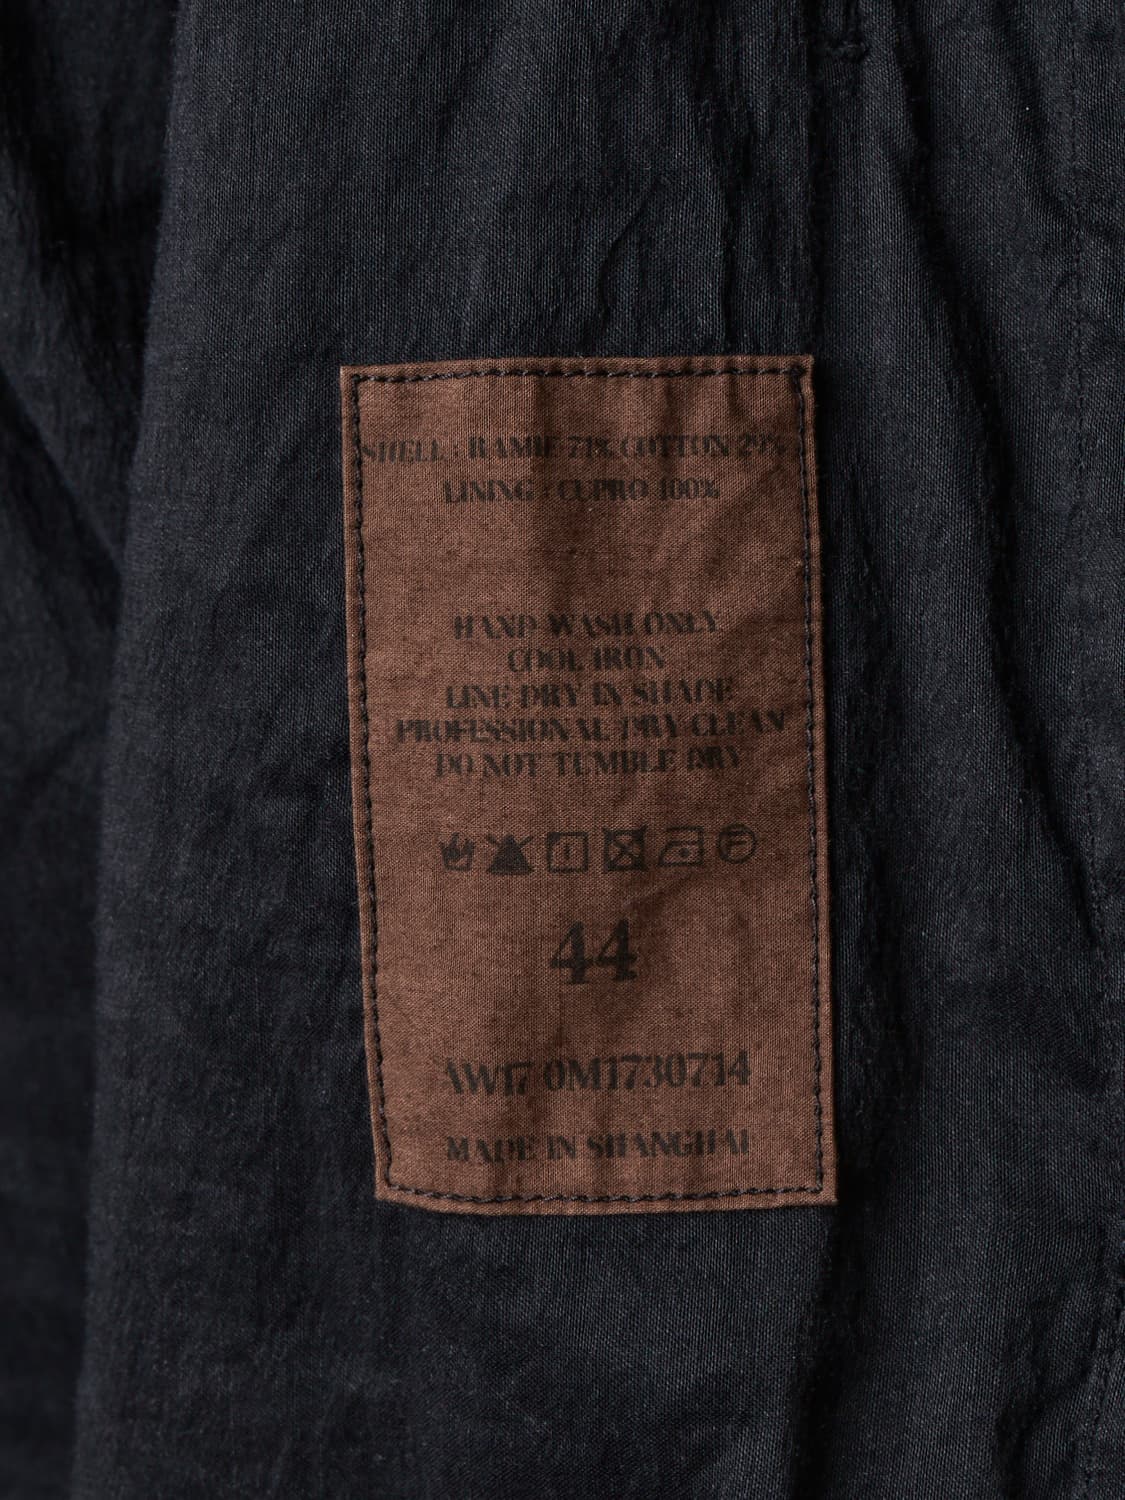 SHELL : RAMIE 71% COTTON 29%
LINING : CUPRO 100%
HAND WASH ONLY
COOL IRON
LINE DRY IN SHADE
PROFESSIONAL DRY CLEAN
DO NOT TUMBLE DRY
F
44
AW17 0M1730714
MADE IN SHANGHAI